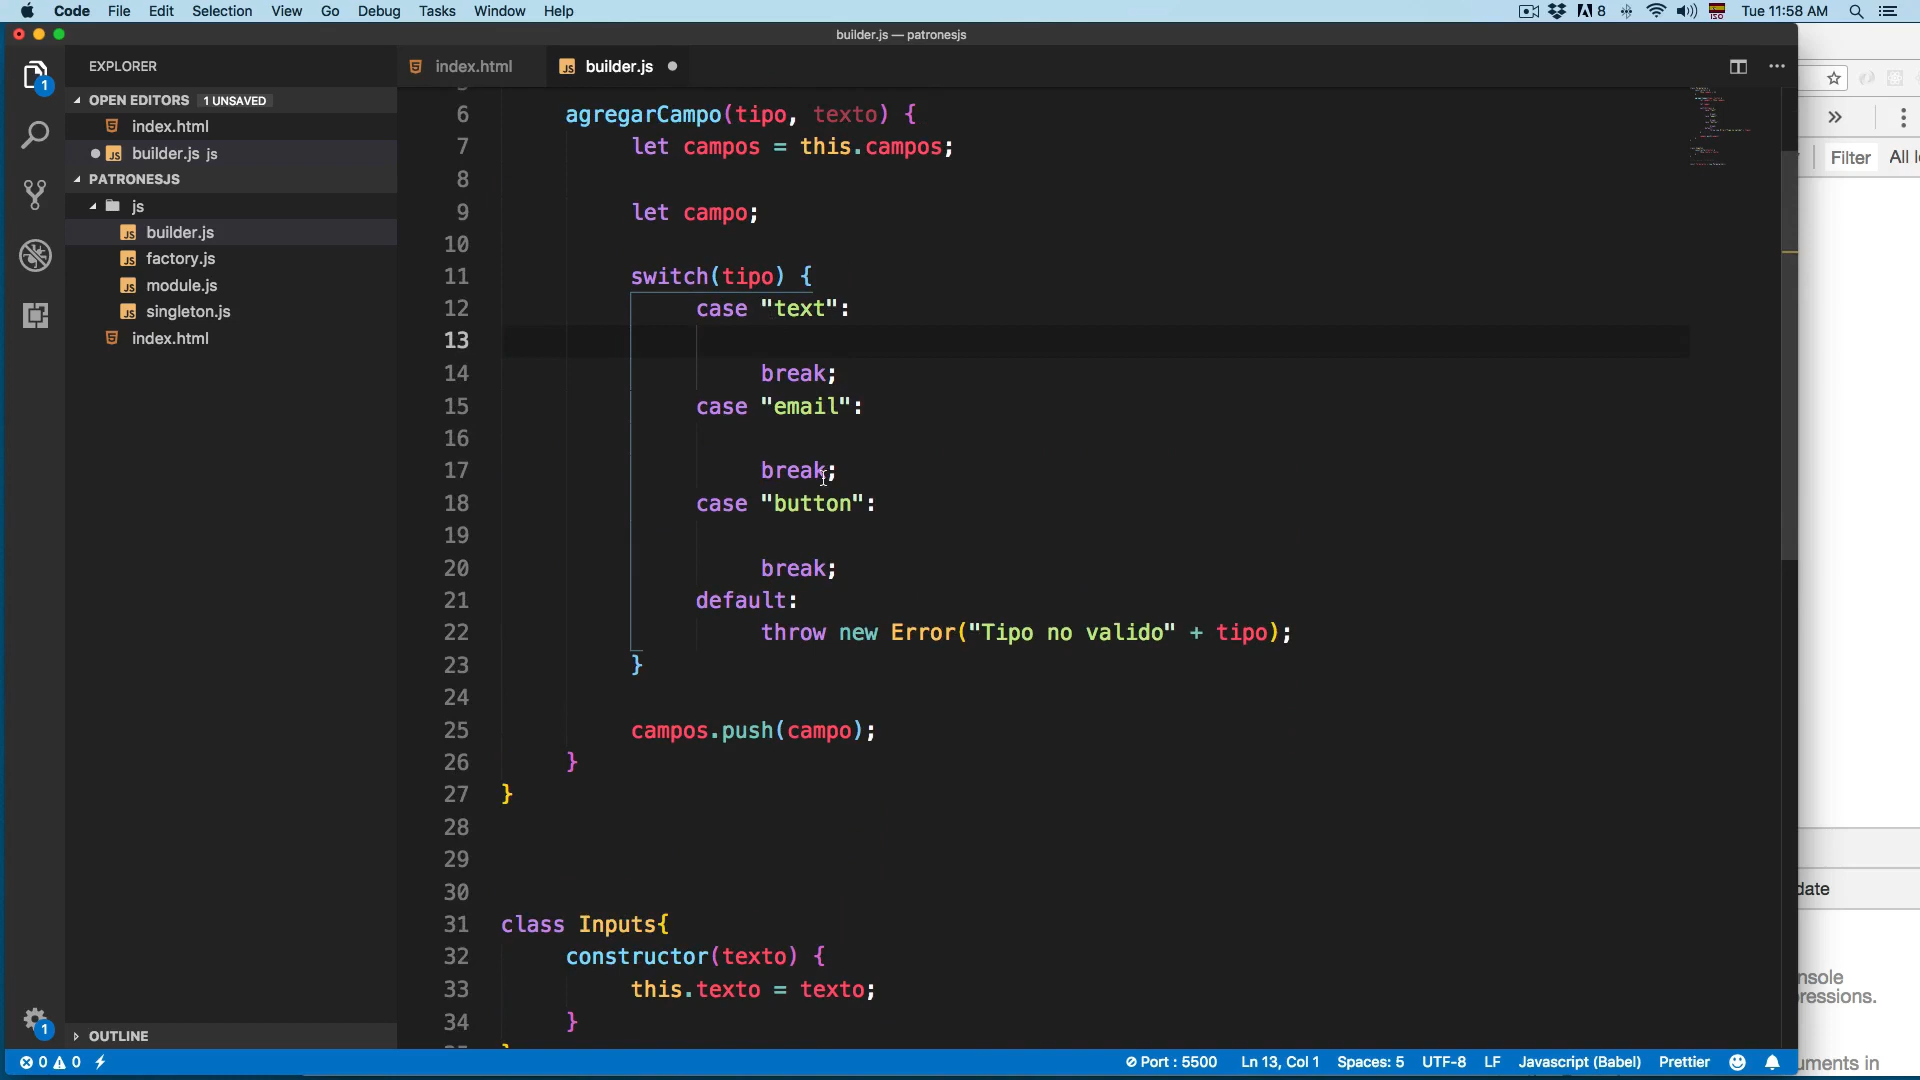 Code File Edit Selection View Go Debug Tasks Window Help 8 ISO Tue 11:58 AM
builder.js — patronesjs
EXPLORER
OPEN EDITORS 1 UNSAVED
index.html
builder.js js
PATRONESJS
js
builder.js
factory.js
module.js
singleton.js
index.html
OUTLINE
1
1
index.html builder.js
6 agregarCampo(tipo, texto) {
7 let campos = this.campos;
8
9 let campo;
10
11 switch(tipo) {
12 case "text":
13
14 break;
15 case "email":
16
17 break;
18 case "button":
19
20 break;
21 default:
22 throw new Error("Tipo no valido" + tipo);
23 }
24
25 campos.push(campo);
26 }
27 }
28
29
30
31 class Inputs{
32 constructor(texto) {
33 this.texto = texto;
34 }
0 0 Port : 5500 Ln 13, Col 1 Spaces: 5 UTF-8 LF Javascript (Babel) Prettier
Filter
date
nsole
ressions.
uments in